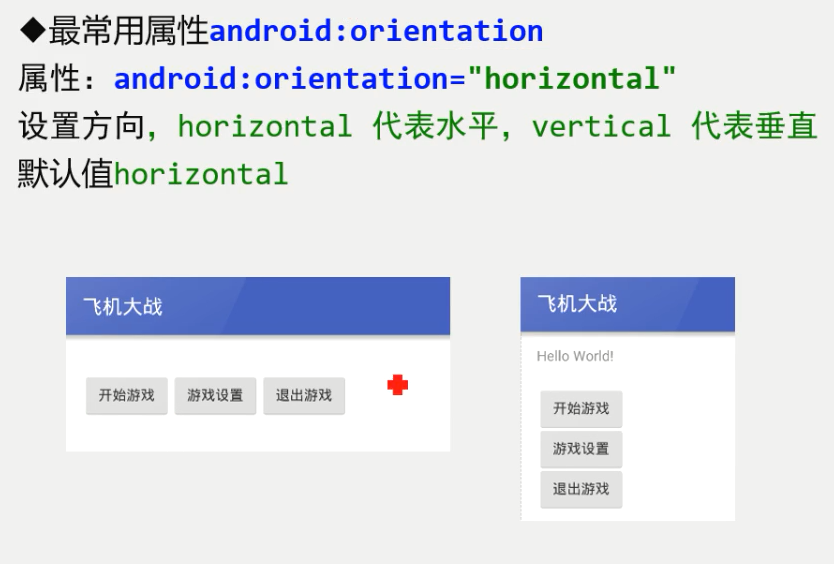 ◆最常用属性android:orientation
属性：android:orientation="horizontal"
设置方向，horizontal 代表水平，vertical 代表垂直
默认值horizontal
飞机大战
开始游戏 游戏设置 退出游戏
飞机大战
Hello World!
开始游戏
游戏设置
退出游戏